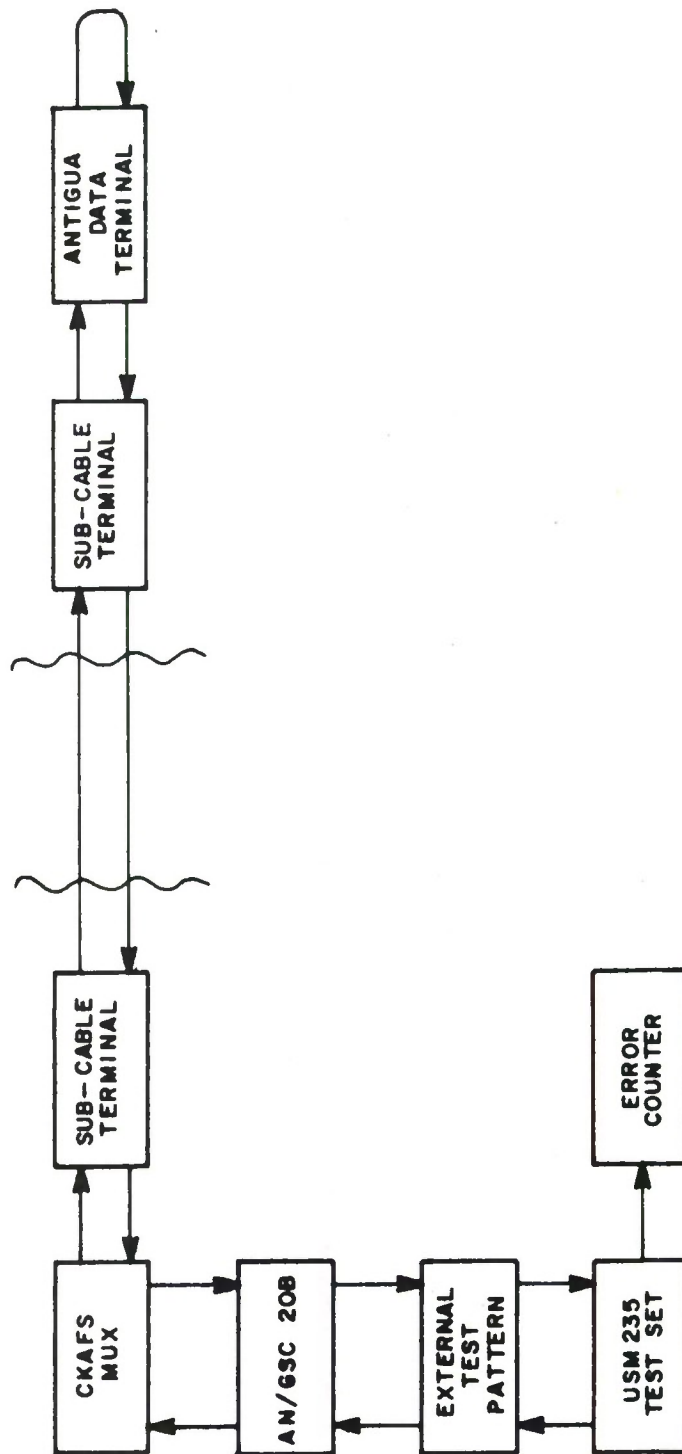 CKAFS
MUX
SUB-CABLE
TERMINAL
SUB-CABLE
TERMINAL
ANTIGUA
DATA
TERMINAL
AN/GSC 20B
EXTERNAL
TEST
PATTERN
USM 235
TEST SET
ERROR
COUNTER